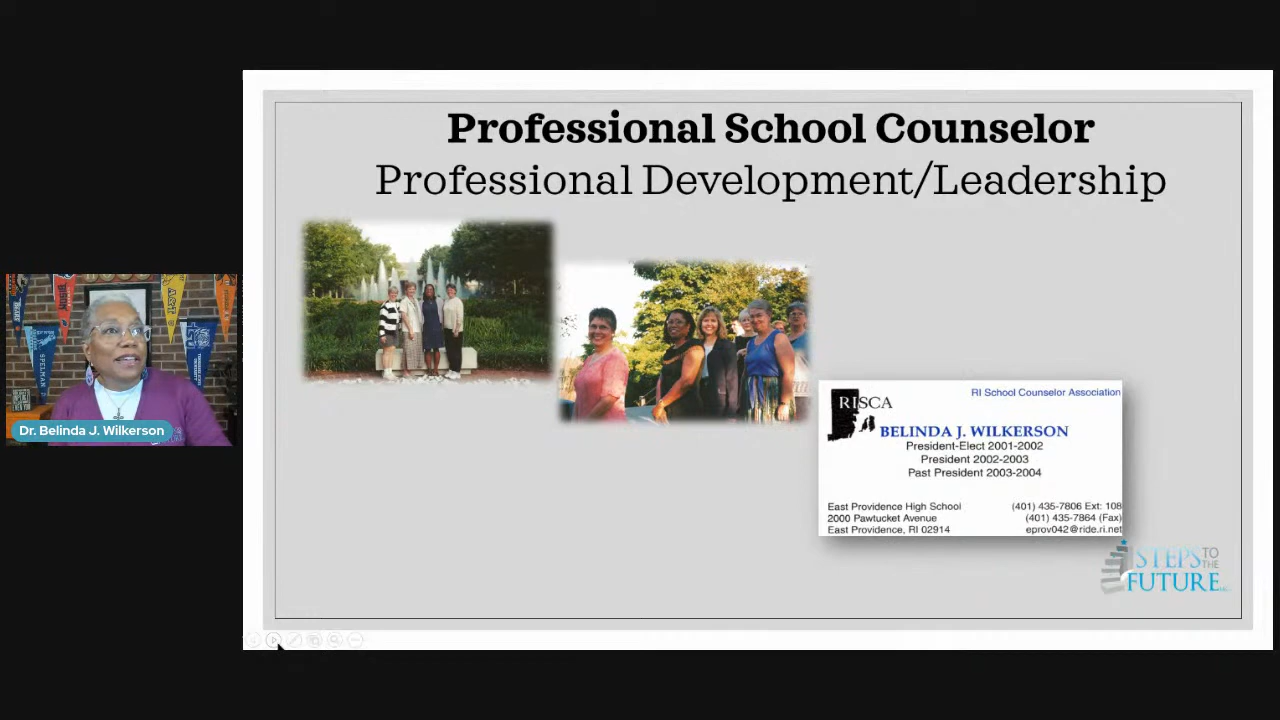 Professional School Counselor
Professional Development/Leadership
RISCA
RI School Counselor Association
BELINDA J. WILKERSON
President-Elect 2001-2002
President 2002-2003
Past President 2003-2004
East Providence High School
2000 Pawtucket Avenue
East Providence, RI 02914
(401) 435-7806 Ext: 108
(401) 435-7864 (Fax)
eprov042@ride.ri.net
STEPS TO THE
FUTURE
SPELMAN
Dr. Belinda J. Wilkerson